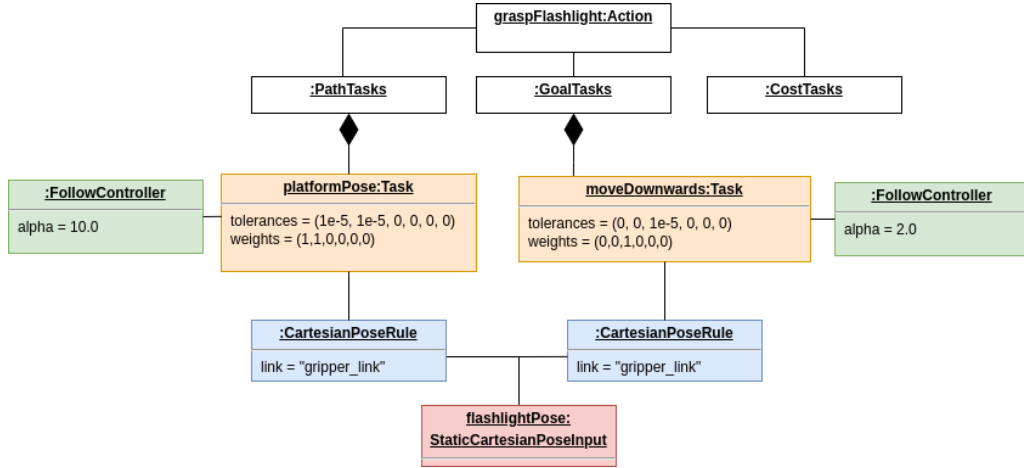 graspFlashlight:Action
:PathTasks
:GoalTasks
:CostTasks
:FollowController
alpha = 10.0
platformPose:Task
tolerances = (1e-5, 1e-5, 0, 0, 0, 0)
weights = (1,1,0,0,0,0)
moveDownwards:Task
tolerances = (0, 0, 1e-5, 0, 0, 0)
weights = (0,0,1,0,0,0)
:FollowController
alpha = 2.0
:CartesianPoseRule
link = "gripper_link"
:CartesianPoseRule
link = "gripper_link"
flashlightPose:
StaticCartesianPoseInput